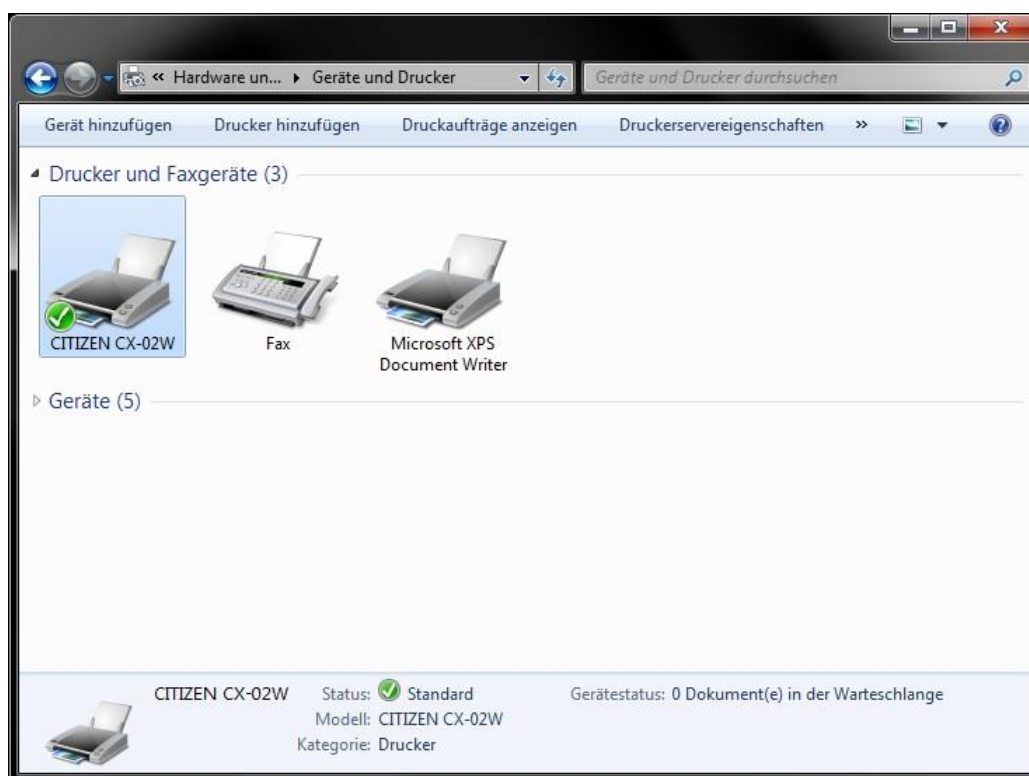 « Hardware un... ▸ Geräte und Drucker Geräte und Drucker durchsuchen
Gerät hinzufügen Drucker hinzufügen Druckaufträge anzeigen Druckerservereigenschaften »
Drucker und Faxgeräte (3)
CITIZEN CX-02W Fax Microsoft XPS
Document Writer
Geräte (5)
CITIZEN CX-02W Status: Standard Gerätestatus: 0 Dokument(e) in der Warteschlange
Modell: CITIZEN CX-02W
Kategorie: Drucker